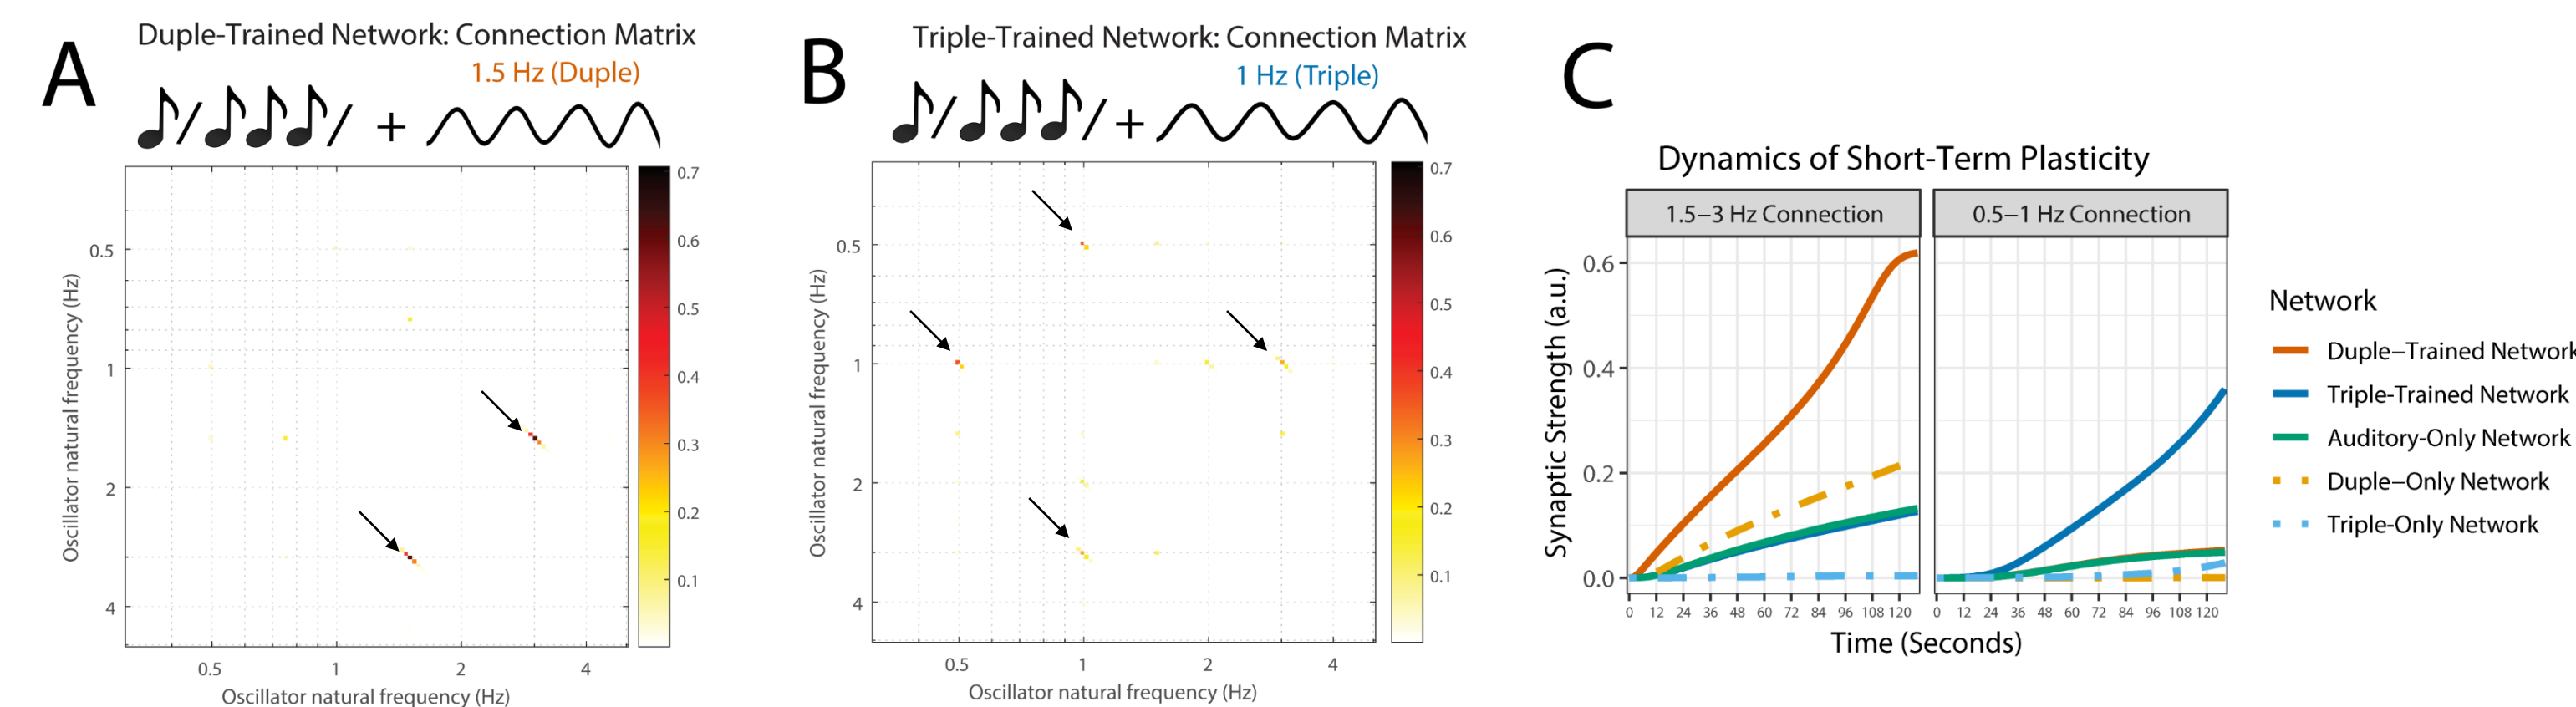 A
Duple-Trained Network: Connection Matrix
1.5 Hz (Duple)
+
0.7
0.6
0.5
0.4
0.3
0.2
0.1
Oscillator natural frequency (Hz)
0.5
1
2
4
0.5 1 2 4
Oscillator natural frequency (Hz)
B
Triple-Trained Network: Connection Matrix
1 Hz (Triple)
+
0.7
0.6
0.5
0.4
0.3
0.2
0.1
Oscillator natural frequency (Hz)
0.5
1
2
4
0.5 1 2 4
Oscillator natural frequency (Hz)
C
Dynamics of Short-Term Plasticity
1.5–3 Hz Connection
0.5–1 Hz Connection
Synaptic Strength (a.u.)
0.6
0.4
0.2
0.0
0 12 24 36 48 60 72 84 96 108 120
0 12 24 36 48 60 72 84 96 108 120
Time (Seconds)
Network
Duple–Trained Network
Triple-Trained Network
Auditory-Only Network
Duple–Only Network
Triple-Only Network